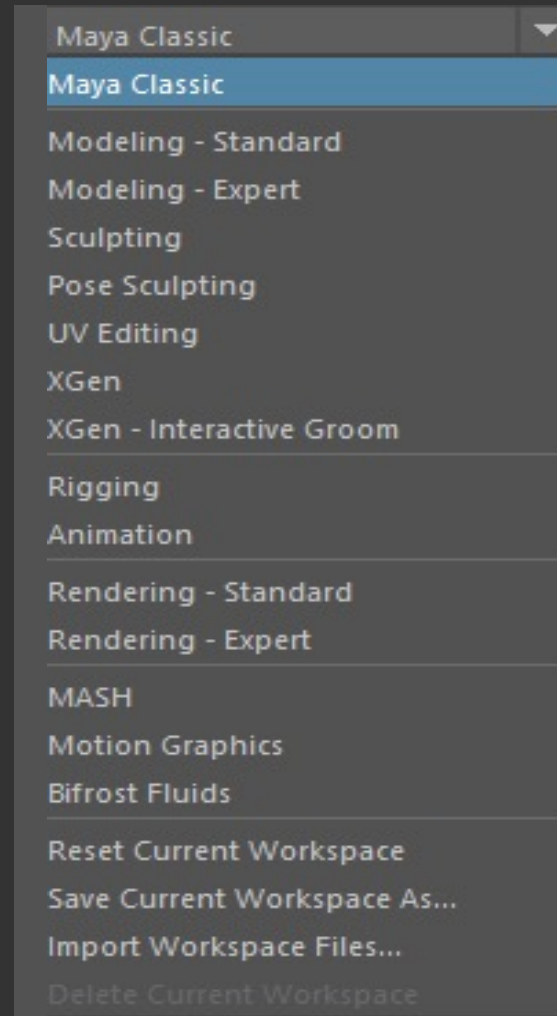 Maya Classic
Maya Classic
Modeling - Standard
Modeling - Expert
Sculpting
Pose Sculpting
UV Editing
XGen
XGen - Interactive Groom
Rigging
Animation
Rendering - Standard
Rendering - Expert
MASH
Motion Graphics
Bifrost Fluids
Reset Current Workspace
Save Current Workspace As...
Import Workspace Files...
Delete Current Workspace